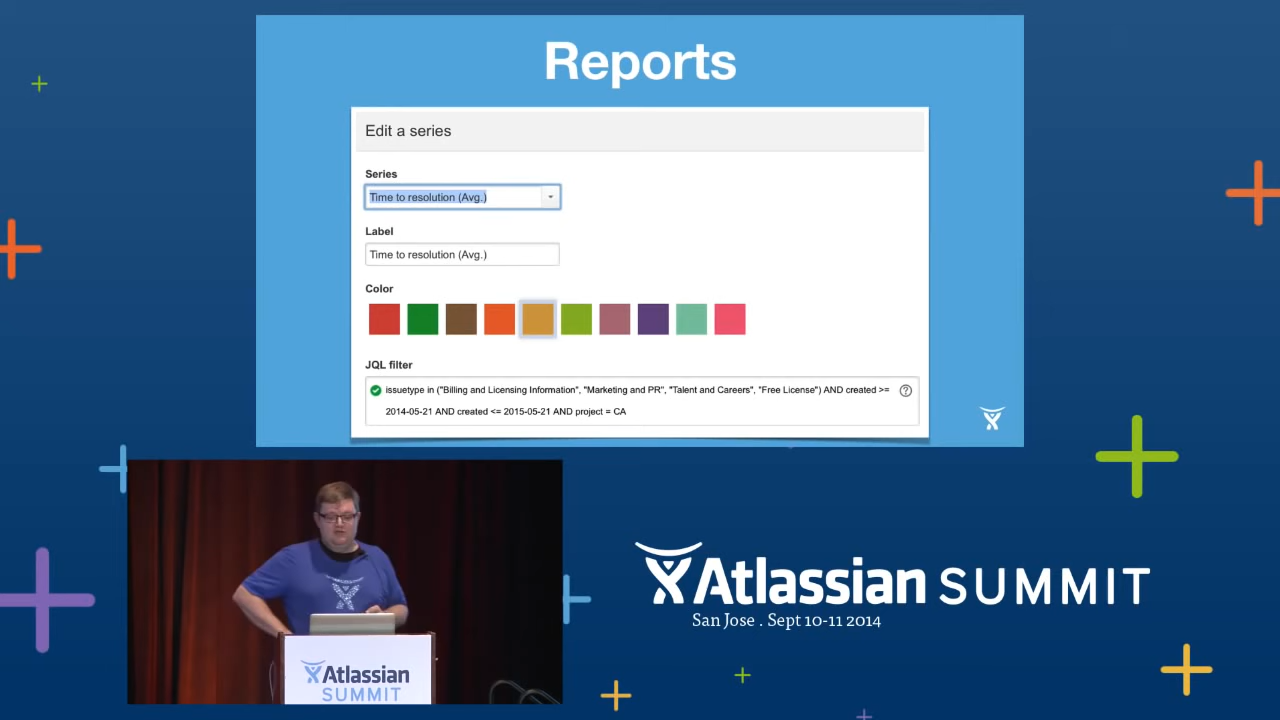 Reports
Edit a series
Series
Time to resolution (Avg.)
Label
Time to resolution (Avg.)
Color
JQL filter
issuetype in ("Billing and Licensing Information", "Marketing and PR", "Talent and Careers", "Free License") AND created >=
2014-05-21 AND created <= 2015-05-21 AND project = CA
Atlassian SUMMIT
San Jose . Sept 10-11 2014
Atlassian
SUMMIT